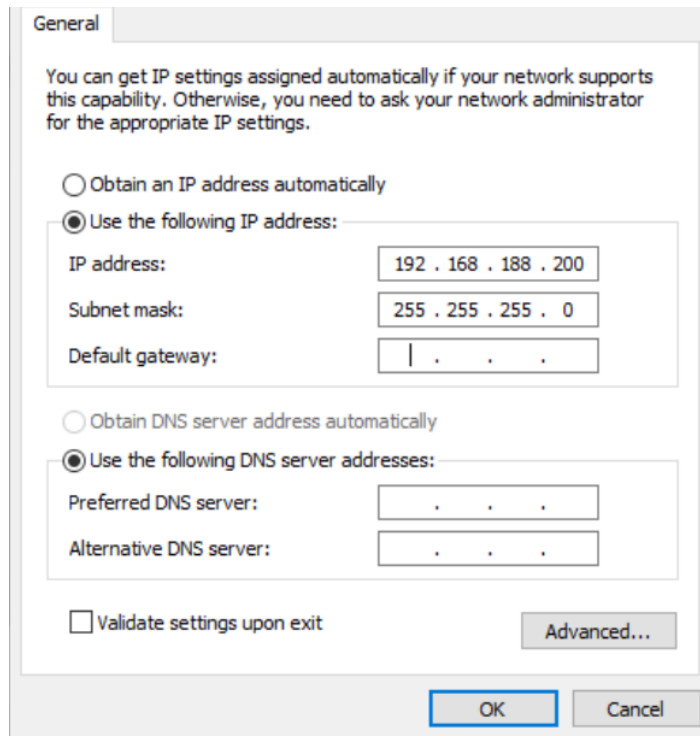 General
You can get IP settings assigned automatically if your network supports
this capability. Otherwise, you need to ask your network administrator
for the appropriate IP settings.
Obtain an IP address automatically
Use the following IP address:
IP address: 192 . 168 . 188 . 200
Subnet mask: 255 . 255 . 255 . 0
Default gateway: . . .
Obtain DNS server address automatically
Use the following DNS server addresses:
Preferred DNS server: . . .
Alternative DNS server: . . .
Validate settings upon exit
Advanced...
OK Cancel